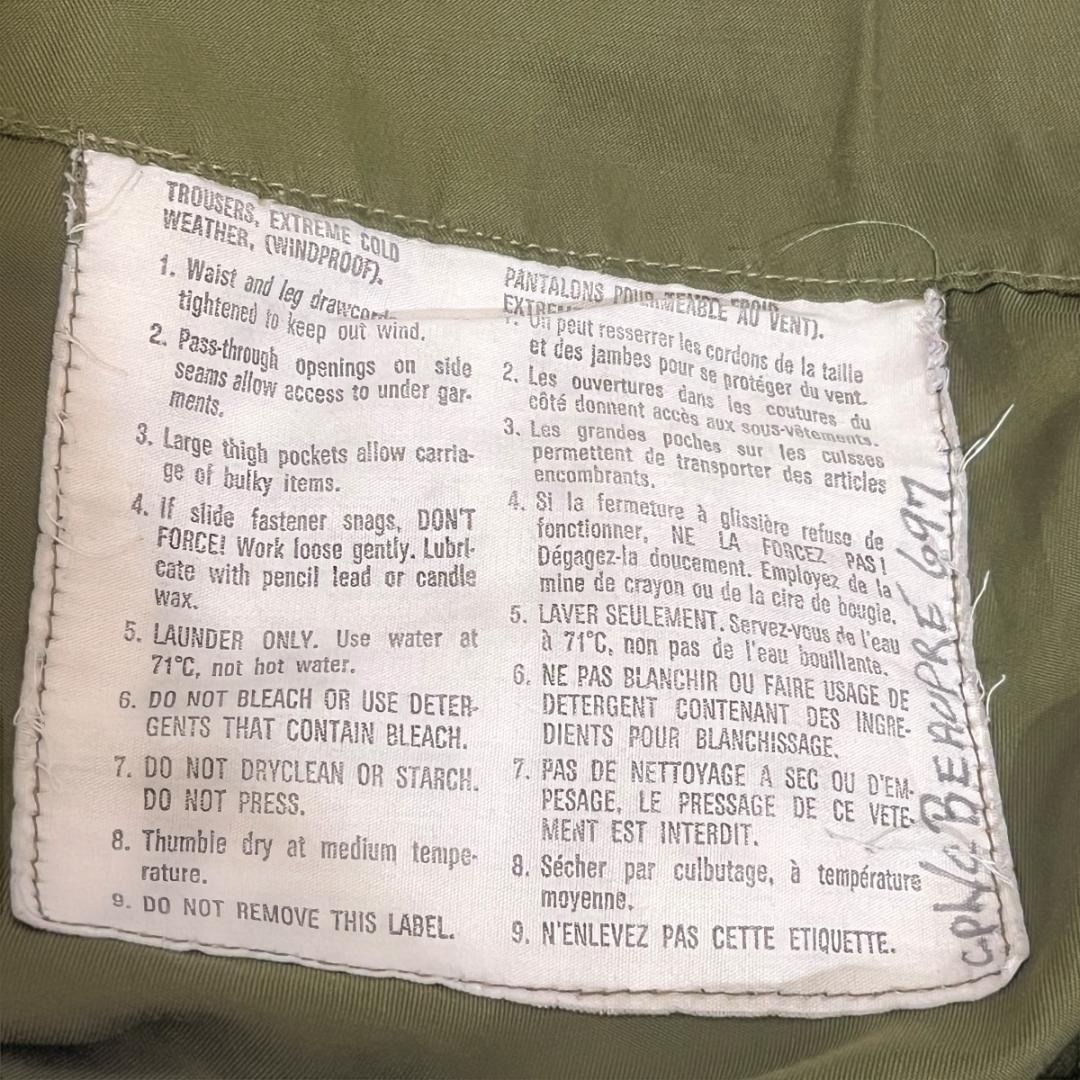 TROUSERS, EXTREME COLD
WEATHER, (WINDPROOF).
1. Waist and leg
tightened to keep out wind.
2. Pass-through openings on side
seams allow access to under gar-
ments.
3. Large thigh pockets allow carria-
ge of bulky items.
4. If slide fastener snags, DON'T
FORCE! Work loose gently. Lubri-
cate with pencil lead or candle
wax.
5. LAUNDER ONLY. Use water at
71°C, not hot water.
6. DO NOT BLEACH OR USE DETER-
GENTS THAT CONTAIN BLEACH.
7. DO NOT DRYCLEAN OR STARCH.
DO NOT PRESS.
8. Thumble dry at medium tempe-
rature.
9. DO NOT REMOVE THIS LABEL.
PANTALONS
AU VENT).
On peut resserrer les cordons de la taille
et des jambes pour se protéger du vent.
2. Les ouvertures dans les coutures du
côté donnent accès aux sous-vêtements.
3. Les grandes poches sur les cuisses
permettent de transporter des articles
encombrants.
4. Si la fermeture à glissière refuse de
fonctionner, NE LA FORCEZ PAS!
Dégagez-la doucement. Employez de la
mine de crayon ou de la cire de bougie.
5. LAVER SEULEMENT. Servez-vous de l'eau
à 71°C, non pas de l'eau bouillante.
6. NE PAS BLANCHIR OU FAIRE USAGE DE
DETERGENT CONTENANT DES INGRE-
DIENTS POUR BLANCHISSAGE.
7. PAS DE NETTOYAGE A SEC OU D'EM-
PESAGE, LE PRESSAGE DE CE VETE-
MENT EST INTERDIT.
8. Sécher par culbutage, à température
moyenne.
9. N'ENLEVEZ PAS CETTE ETIQUETTE.
BEAUPRÉ 697